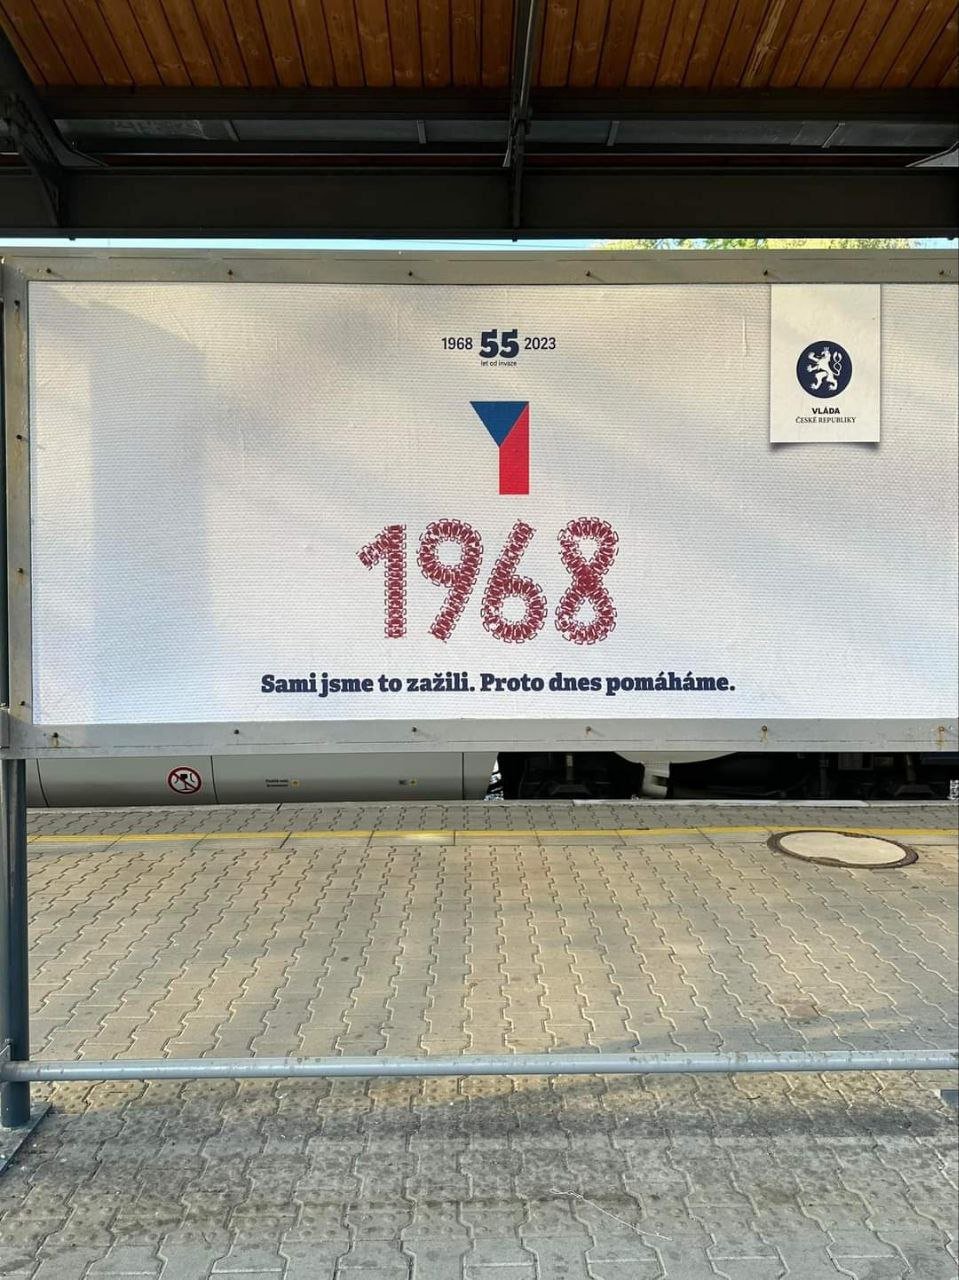 1968 55 2023
let od invaze
VLÁDA
ČESKÉ REPUBLIKY
1968
Sami jsme to zažili. Proto dnes pomáháme.